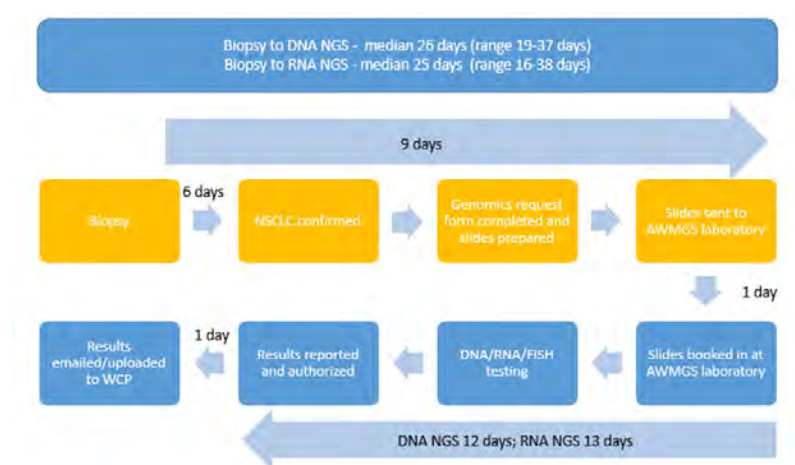 Biopsy to DNA NGS - median 26 days (range 19-37 days)
Biopsy to RNA NGS - median 25 days (range 16-38 days)
9 days
6 days
Biopsy
NSCLC confirmed
Genomics request
form completed and
slides prepared
Slides sent to
AWMGS laboratory
1 day
Results
emailed/uploaded
to WCP
1 day
Results reported
and authorized
DNA/RNA/FISH
testing
Slides booked in at
AWMGS laboratory
DNA NGS 12 days; RNA NGS 13 days